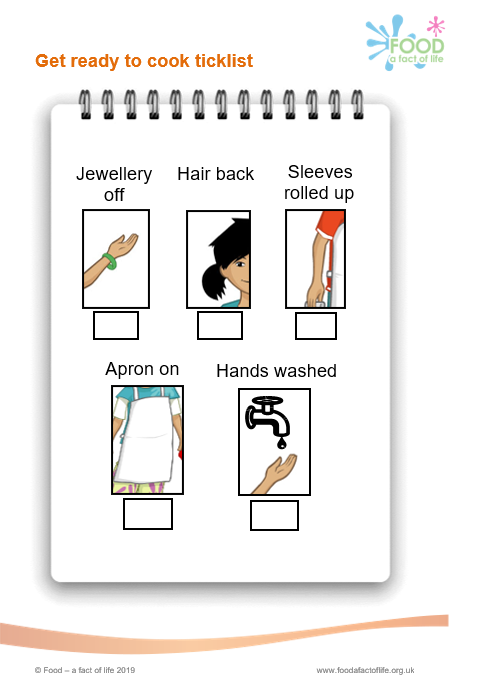 FOOD
a fact of life
Get ready to cook ticklist
Jewellery
off
Hair back
Sleeves
rolled up
Apron on
Hands washed
© Food – a fact of life 2019
www.foodafactoflife.org.uk